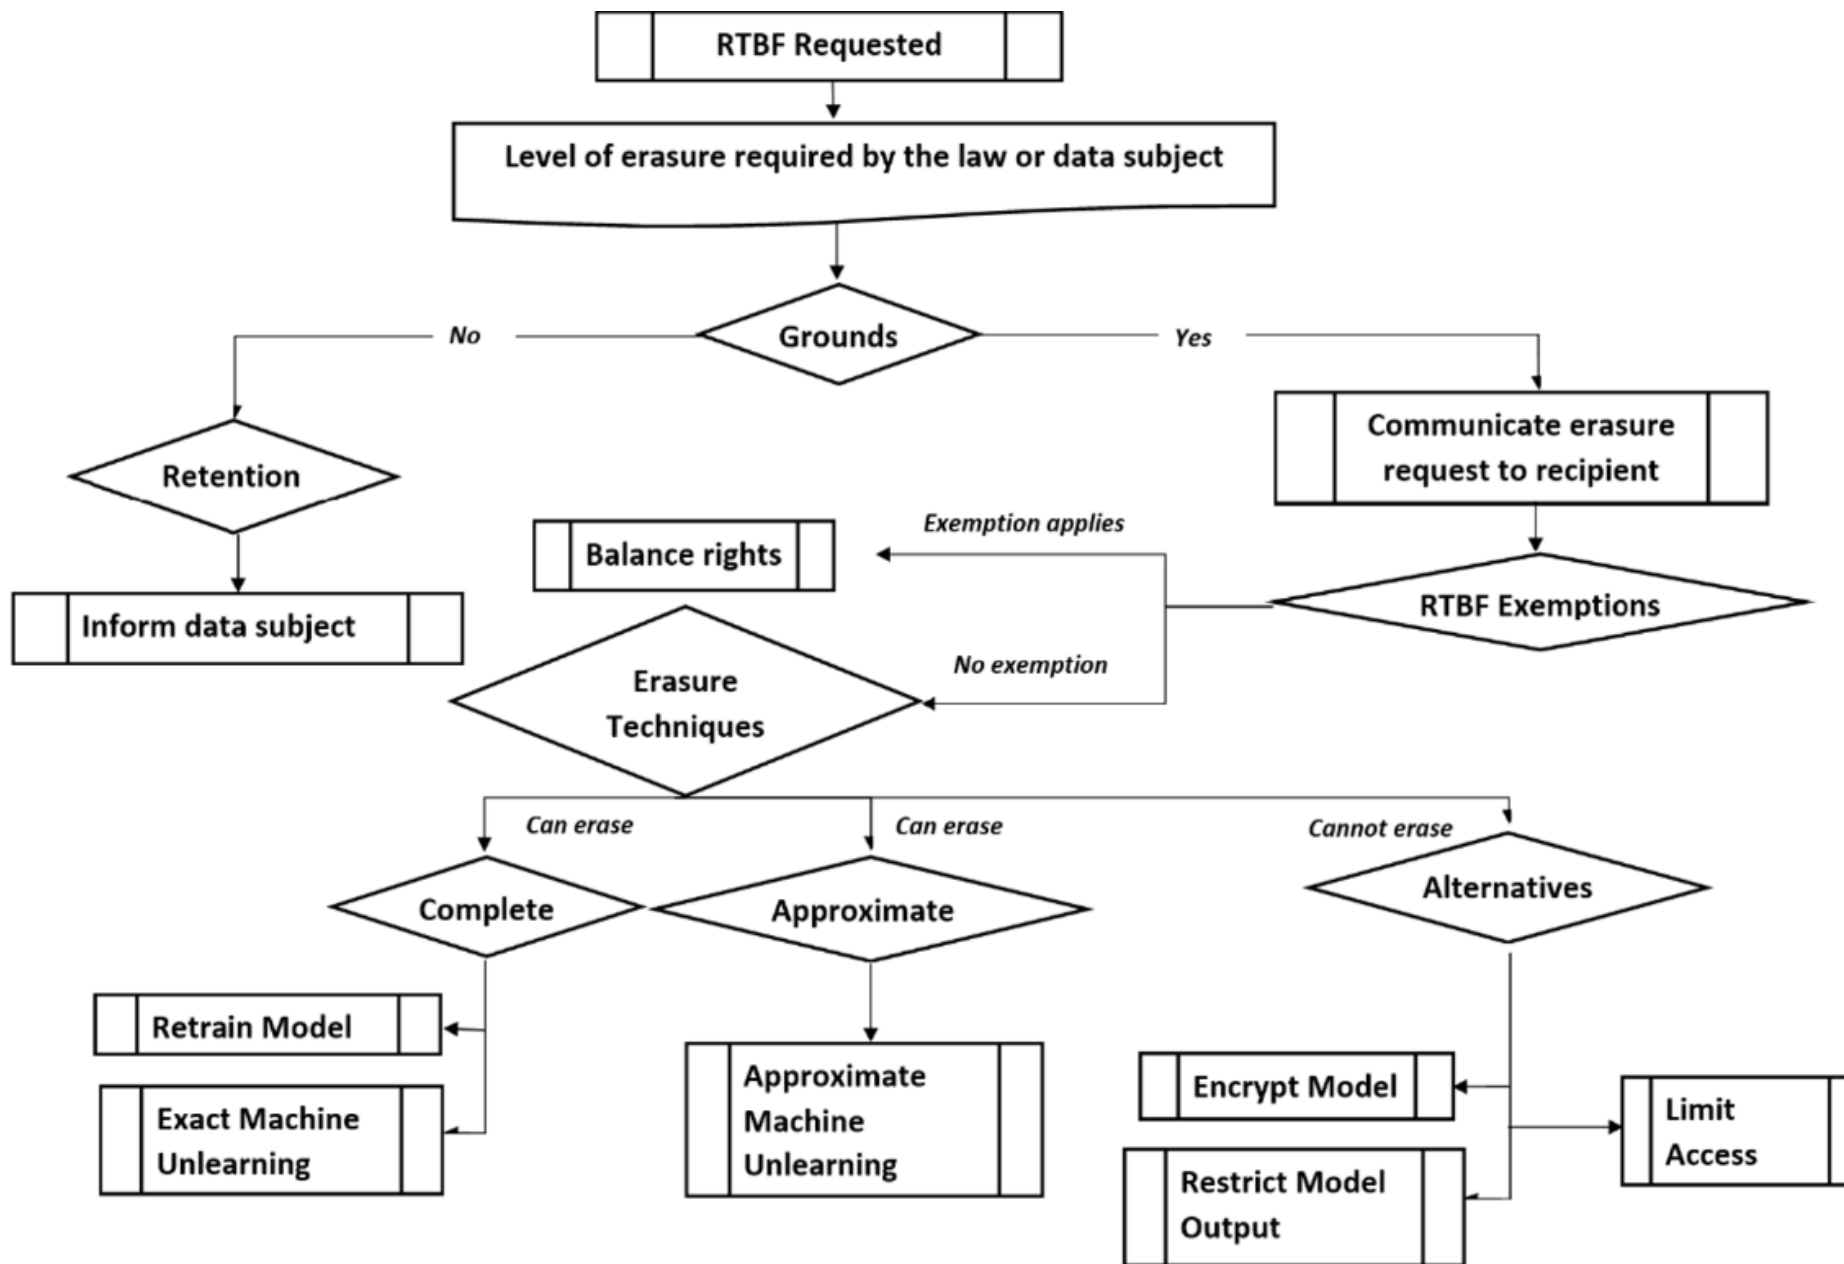 RTBF Requested
Level of erasure required by the law or data subject
Grounds
No
Yes
Communicate erasure
request to recipient
Retention
Exemption applies
Balance rights
RTBF Exemptions
Inform data subject
No exemption
Erasure
Techniques
Can erase
Can erase
Cannot erase
Complete
Approximate
Alternatives
Retrain Model
Exact Machine
Unlearning
Approximate
Machine
Unlearning
Encrypt Model
Limit
Access
Restrict Model
Output